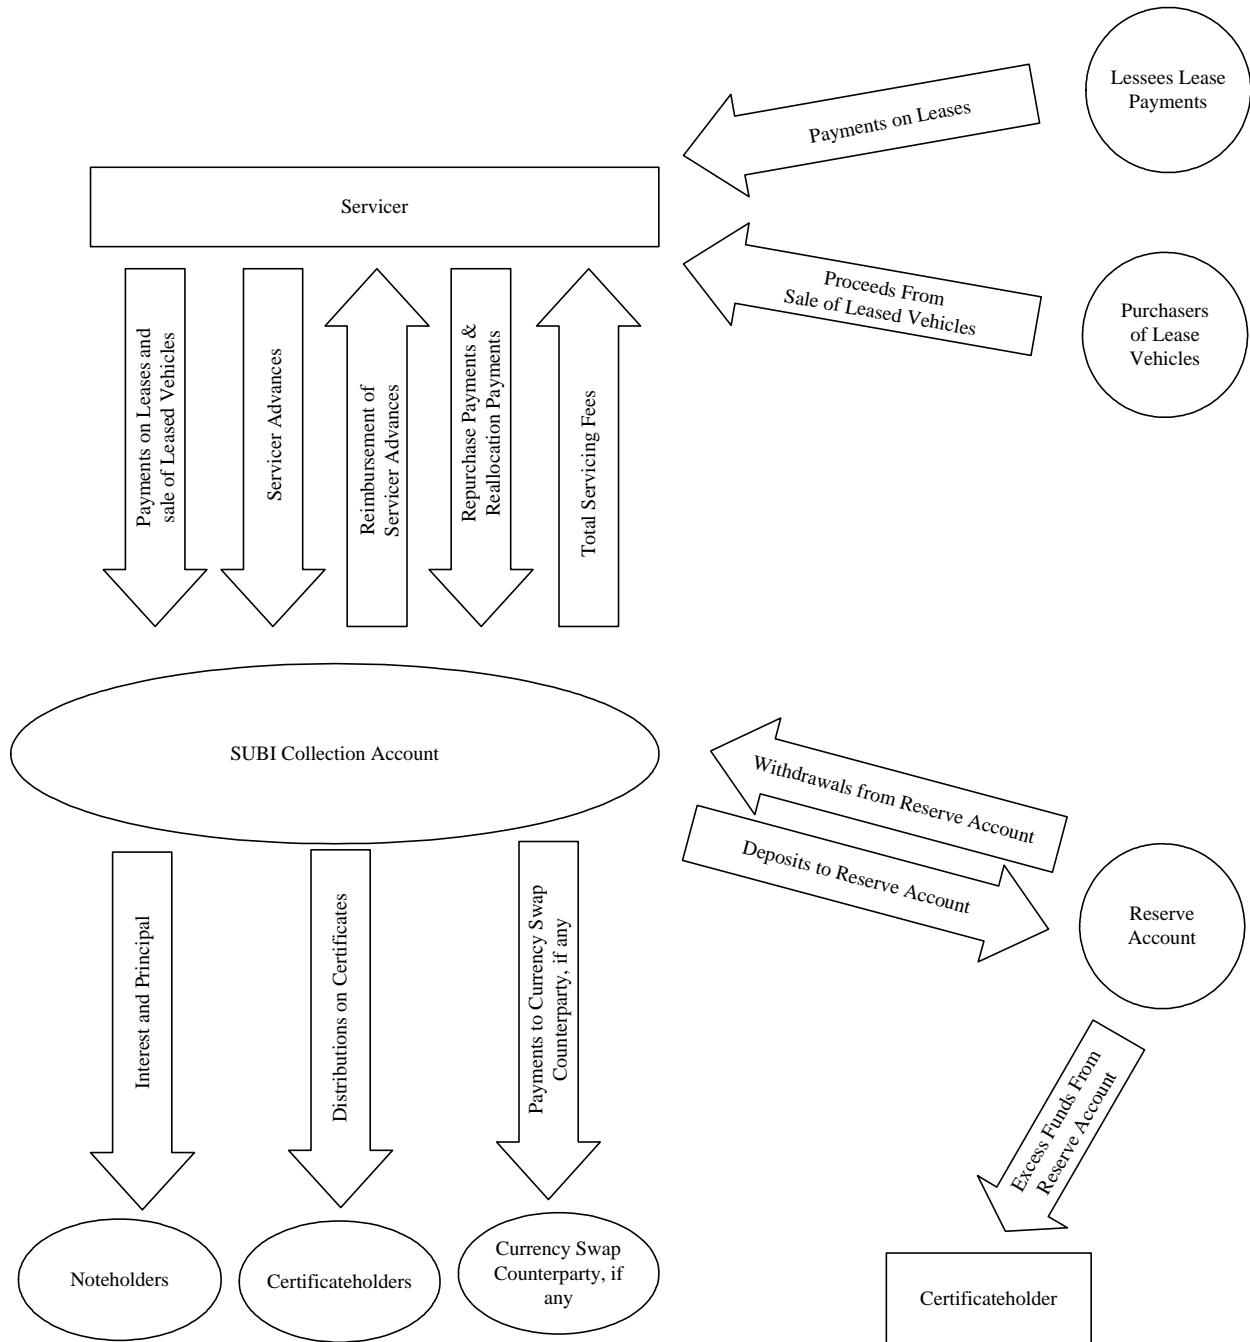 Lessees Lease
Payments
Payments on Leases
Servicer
Proceeds From
Sale of Leased Vehicles
Purchasers
of Lease
Vehicles
Payments on Leases and
sale of Leased Vehicles
Servicer Advances
Reimbursement of
Servicer Advances
Repurchase Payments &
Reallocation Payments
Total Servicing Fees
SUBI Collection Account
Withdrawals from Reserve Account
Deposits to Reserve Account
Reserve
Account
Interest and Principal
Distributions on Certificates
Payments to Currency Swap
Counterparty, if any
Excess Funds From
Reserve Account
Noteholders
Certificateholders
Currency Swap
Counterparty, if
any
Certificateholder